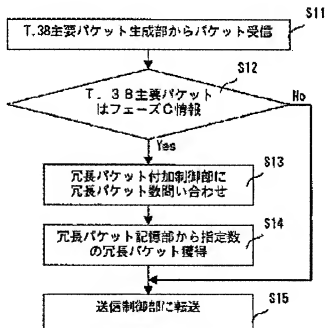 S11
T.38主要パケット生成部からパケット受信
S12
T.38主要パケット
はフェーズC情報
No
Yes
S13
冗長パケット付加制御部に
冗長パケット数問い合わせ
S14
冗長パケット記憶部から指定数
の冗長パケット獲得
S15
送信制御部に転送